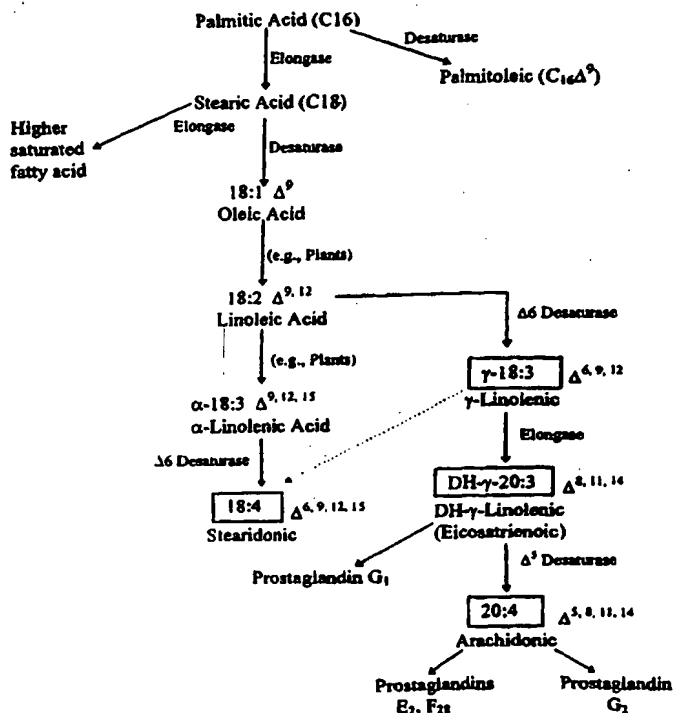 Palmitic Acid (C16)
Desaturase
Elongase
Palmitoleic (C16Δ9)
Stearic Acid (C18)
Elongase
Higher
saturated
fatty acid
Desaturase
18:1 Δ9
Oleic Acid
(e.g., Plants)
18:2 Δ9, 12
Linoleic Acid
Δ6 Desaturase
(e.g., Plants)
γ-18:3 Δ6, 9, 12
γ-Linolenic
α-18:3 Δ9, 12, 15
α-Linolenic Acid
Elongase
Δ6 Desaturase
DH-γ-20:3 Δ8, 11, 14
DH-γ-Linolenic
(Eicosatrienoic)
18:4 Δ6, 9, 12, 15
Stearidonic
Δ5 Desaturase
Prostaglandin G1
20:4 Δ5, 8, 11, 14
Arachidonic
Prostaglandins
E2,
Prostaglandin
G2